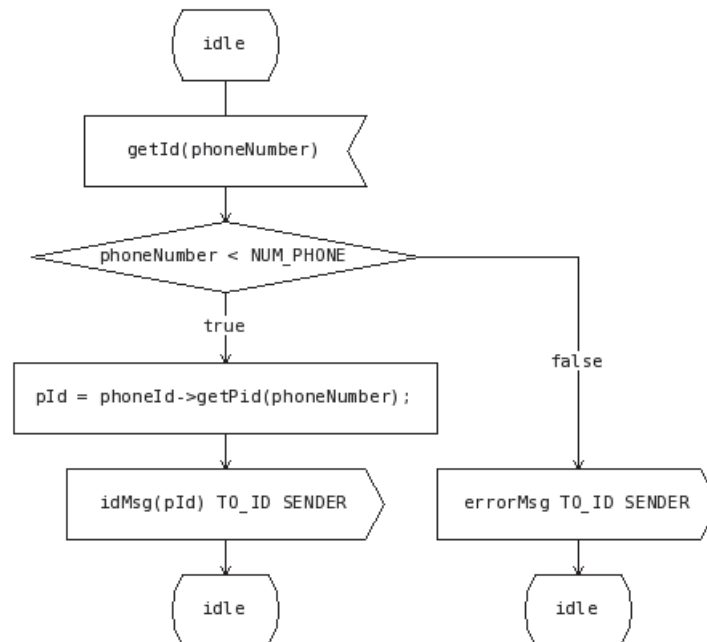 idle
getId(phoneNumber)
phoneNumber < NUM_PHONE
true
false
pId = phoneId->getPid(phoneNumber);
idMsg(pId) TO_ID SENDER
errorMsg TO_ID SENDER
idle
idle